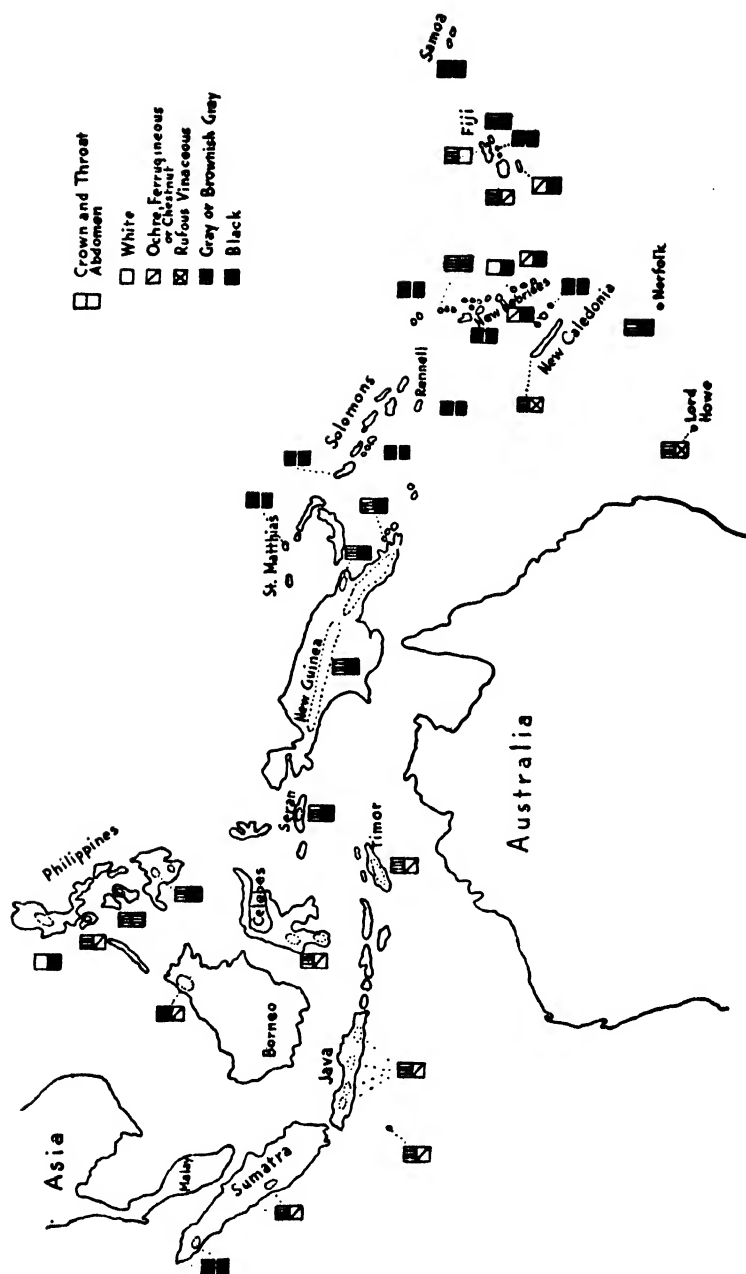 Crown and Throat
Abdomen
White
Ochre, Ferrugineous
or Chestnut
Rufous Vinaceous
Gray or Brownish Gray
Black
Asia
Malay
Sumatra
Java
Borneo
Philippines
Celebes
Seran
Timor
New Guinea
St. Matthias
Solomons
Rennell
New Hebrides
New Caledonia
Fiji
Samoa
Norfolk
Lord
Howe
Australia